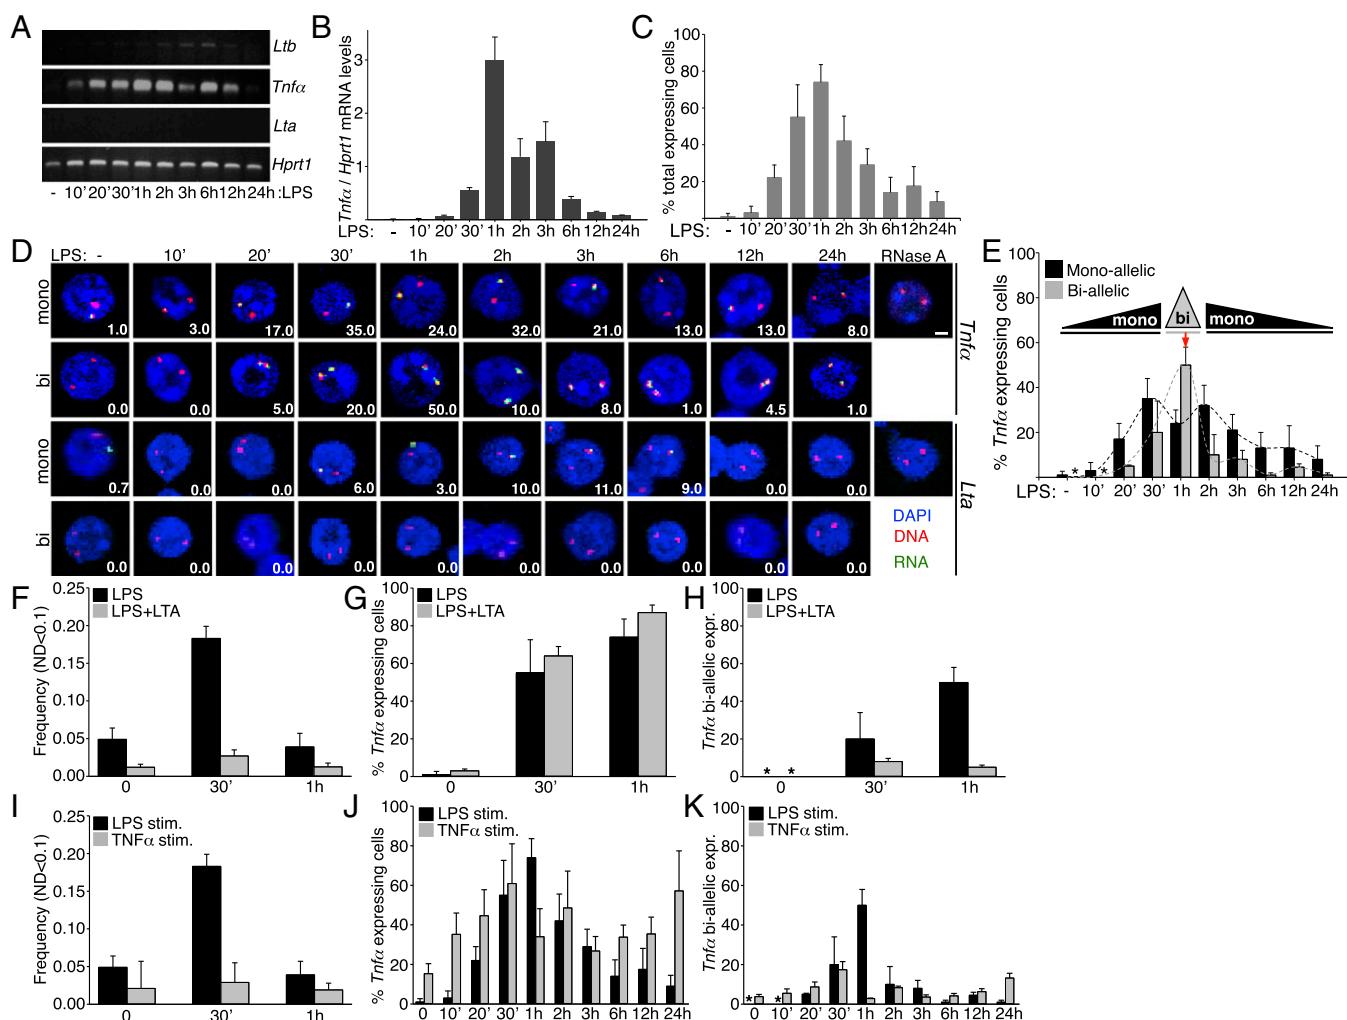 A
Ltb
Tnfα
Lta
Hprt1
- 10' 20' 30' 1h 2h 3h 6h 12h 24h :LPS
B
Tnfα / Hprt1 mRNA levels
3
2
1
LPS: - 10' 20' 30' 1h 2h 3h 6h 12h 24h
C
% total expressing cells
100
80
60
40
20
LPS: - 10' 20' 30' 1h 2h 3h 6h 12h 24h
D
LPS: - 10' 20' 30' 1h 2h 3h 6h 12h 24h RNase A
mono
1.0 3.0 17.0 35.0 24.0 32.0 21.0 13.0 13.0 8.0
bi
0.0 0.0 5.0 20.0 50.0 10.0 8.0 1.0 4.5 1.0
Tnfα
mono
0.7 0.0 0.0 6.0 3.0 10.0 11.0 9.0 0.0 0.0
bi
0.0 0.0 0.0 0.0 0.0 0.0 0.0 0.0 0.0 0.0
Lta
DAPI
DNA
RNA
E
Mono-allelic
Bi-allelic
% Tnfα expressing cells
100
80
60
40
20
mono bi mono
* *
LPS: - 10' 20' 30' 1h 2h 3h 6h 12h 24h
F
LPS
LPS+LTA
Frequency (ND<0.1)
0.25
0.20
0.15
0.10
0.05
0.00
0 30' 1h
G
LPS
LPS+LTA
% Tnfα expressing cells
100
80
60
40
20
0
0 30' 1h
H
LPS
LPS+LTA
Tnfα bi-allelic expr.
100
80
60
40
20
0
* *
0 30' 1h
I
LPS stim.
TNFα stim.
Frequency (ND<0.1)
0.25
0.20
0.15
0.10
0.05
0.00
0 30' 1h
J
LPS stim.
TNFα stim.
% Tnfα expressing cells
100
80
60
40
20
0
0 10' 20' 30' 1h 2h 3h 6h 12h 24h
K
LPS stim.
TNFα stim.
Tnfα bi-allelic expr.
100
80
60
40
20
0
* *
0 10' 20' 30' 1h 2h 3h 6h 12h 24h